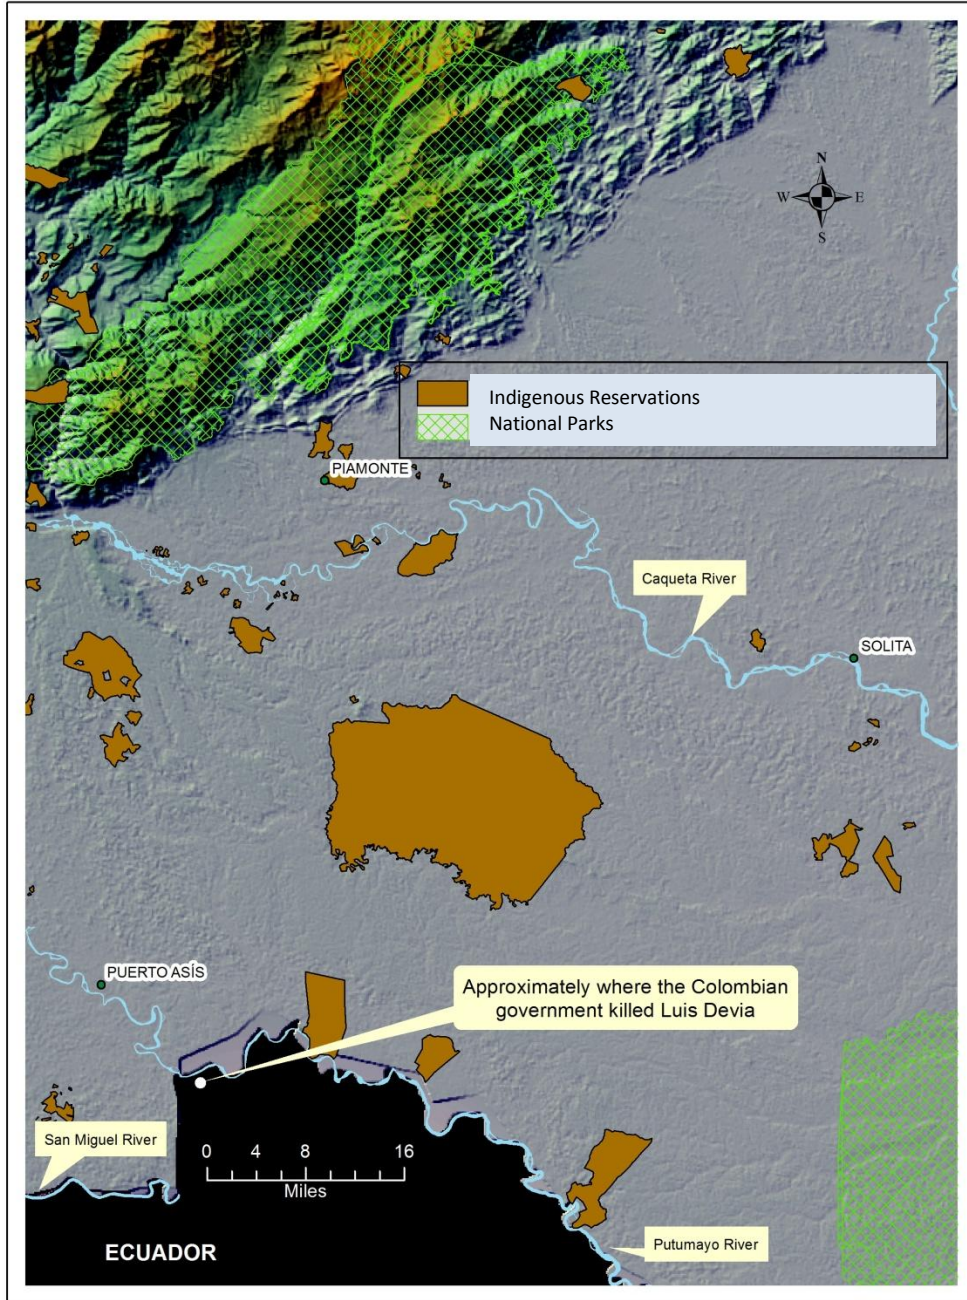 N
W E
S
Indigenous Reservations
National Parks
PIAMONTE
Caqueta River
SOLITA
PUERTO ASÍS
Approximately where the Colombian
government killed Luis Devia
San Miguel River
0 4 8 16
Miles
Putumayo River
ECUADOR